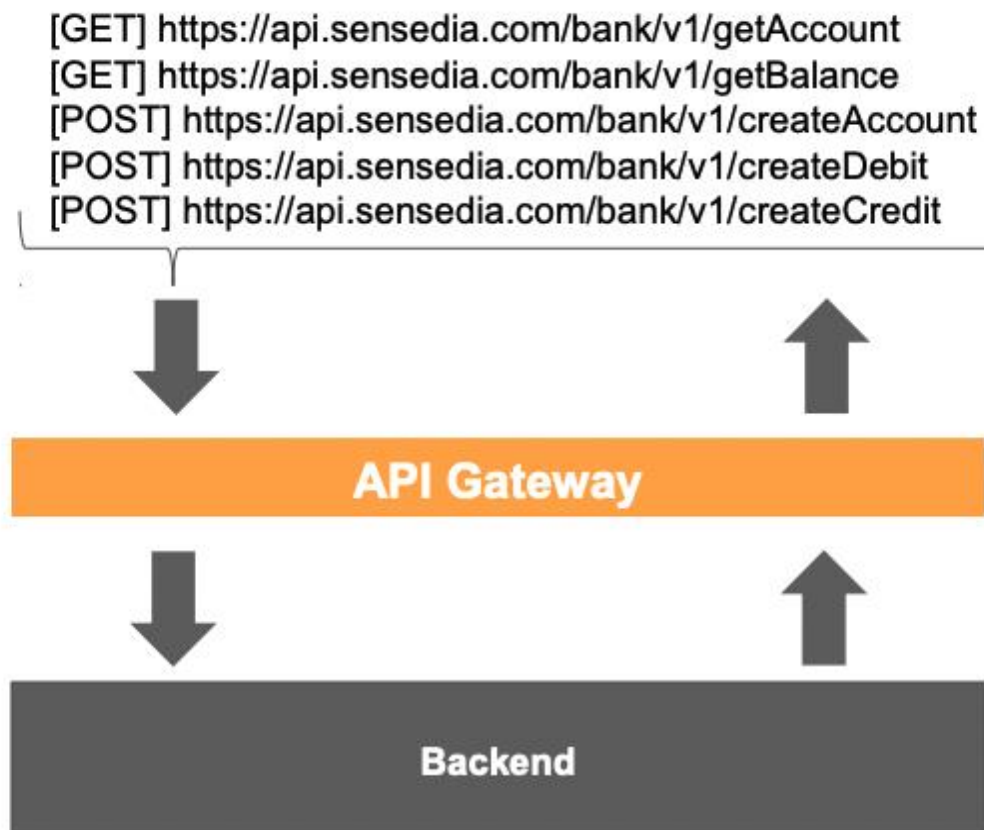 [GET] https://api.sensedia.com/bank/v1/getAccount
[GET] https://api.sensedia.com/bank/v1/getBalance
[POST] https://api.sensedia.com/bank/v1/createAccount
[POST] https://api.sensedia.com/bank/v1/createDebit
[POST] https://api.sensedia.com/bank/v1/createCredit
API Gateway
Backend